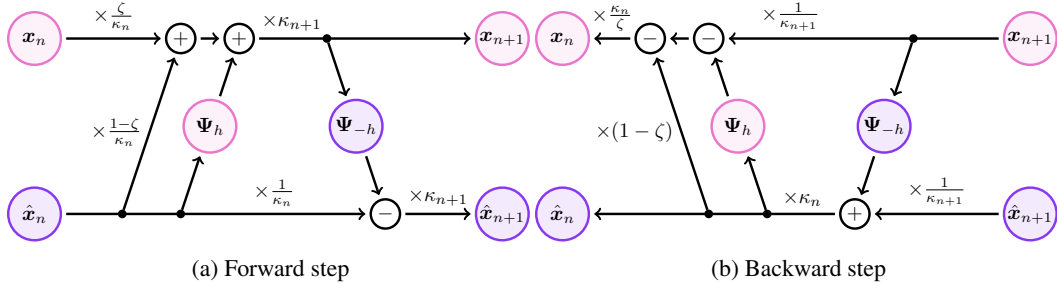 x_n ×ζ/κ_n + + ×κ_{n+1} x_{n+1}
×(1−ζ)/κ_n Ψ_h Ψ_{−h}
x̂_n ×1/κ_n − ×κ_{n+1} x̂_{n+1}
(a) Forward step
x_n ×κ_n/ζ − − ×1/κ_{n+1} x_{n+1}
×(1 − ζ) Ψ_h Ψ_{−h}
x̂_n ×κ_n + ×1/κ_{n+1} x̂_{n+1}
(b) Backward step